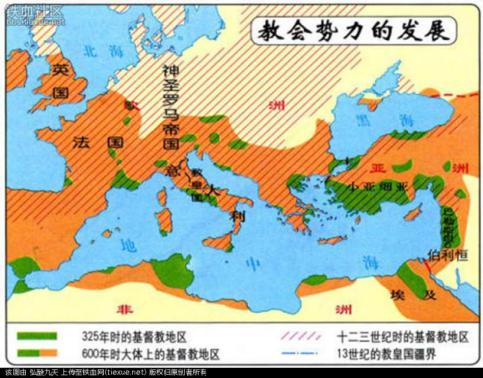 铁血社区
教会势力的发展
北海
英国
神圣罗马帝国
欧
洲
法国
黑海
意
教皇国
大
利
亚洲
小亚细亚
巴勒斯坦
伯利恒
地
中
海
埃及
非
洲
325年时的基督教地区
十二三世纪时的基督教地区
600年时大体上的基督教地区
13世纪的教皇国疆界
该图由 弘毅九天 上传至铁血网(tiexue.net) 版权归原创者所有